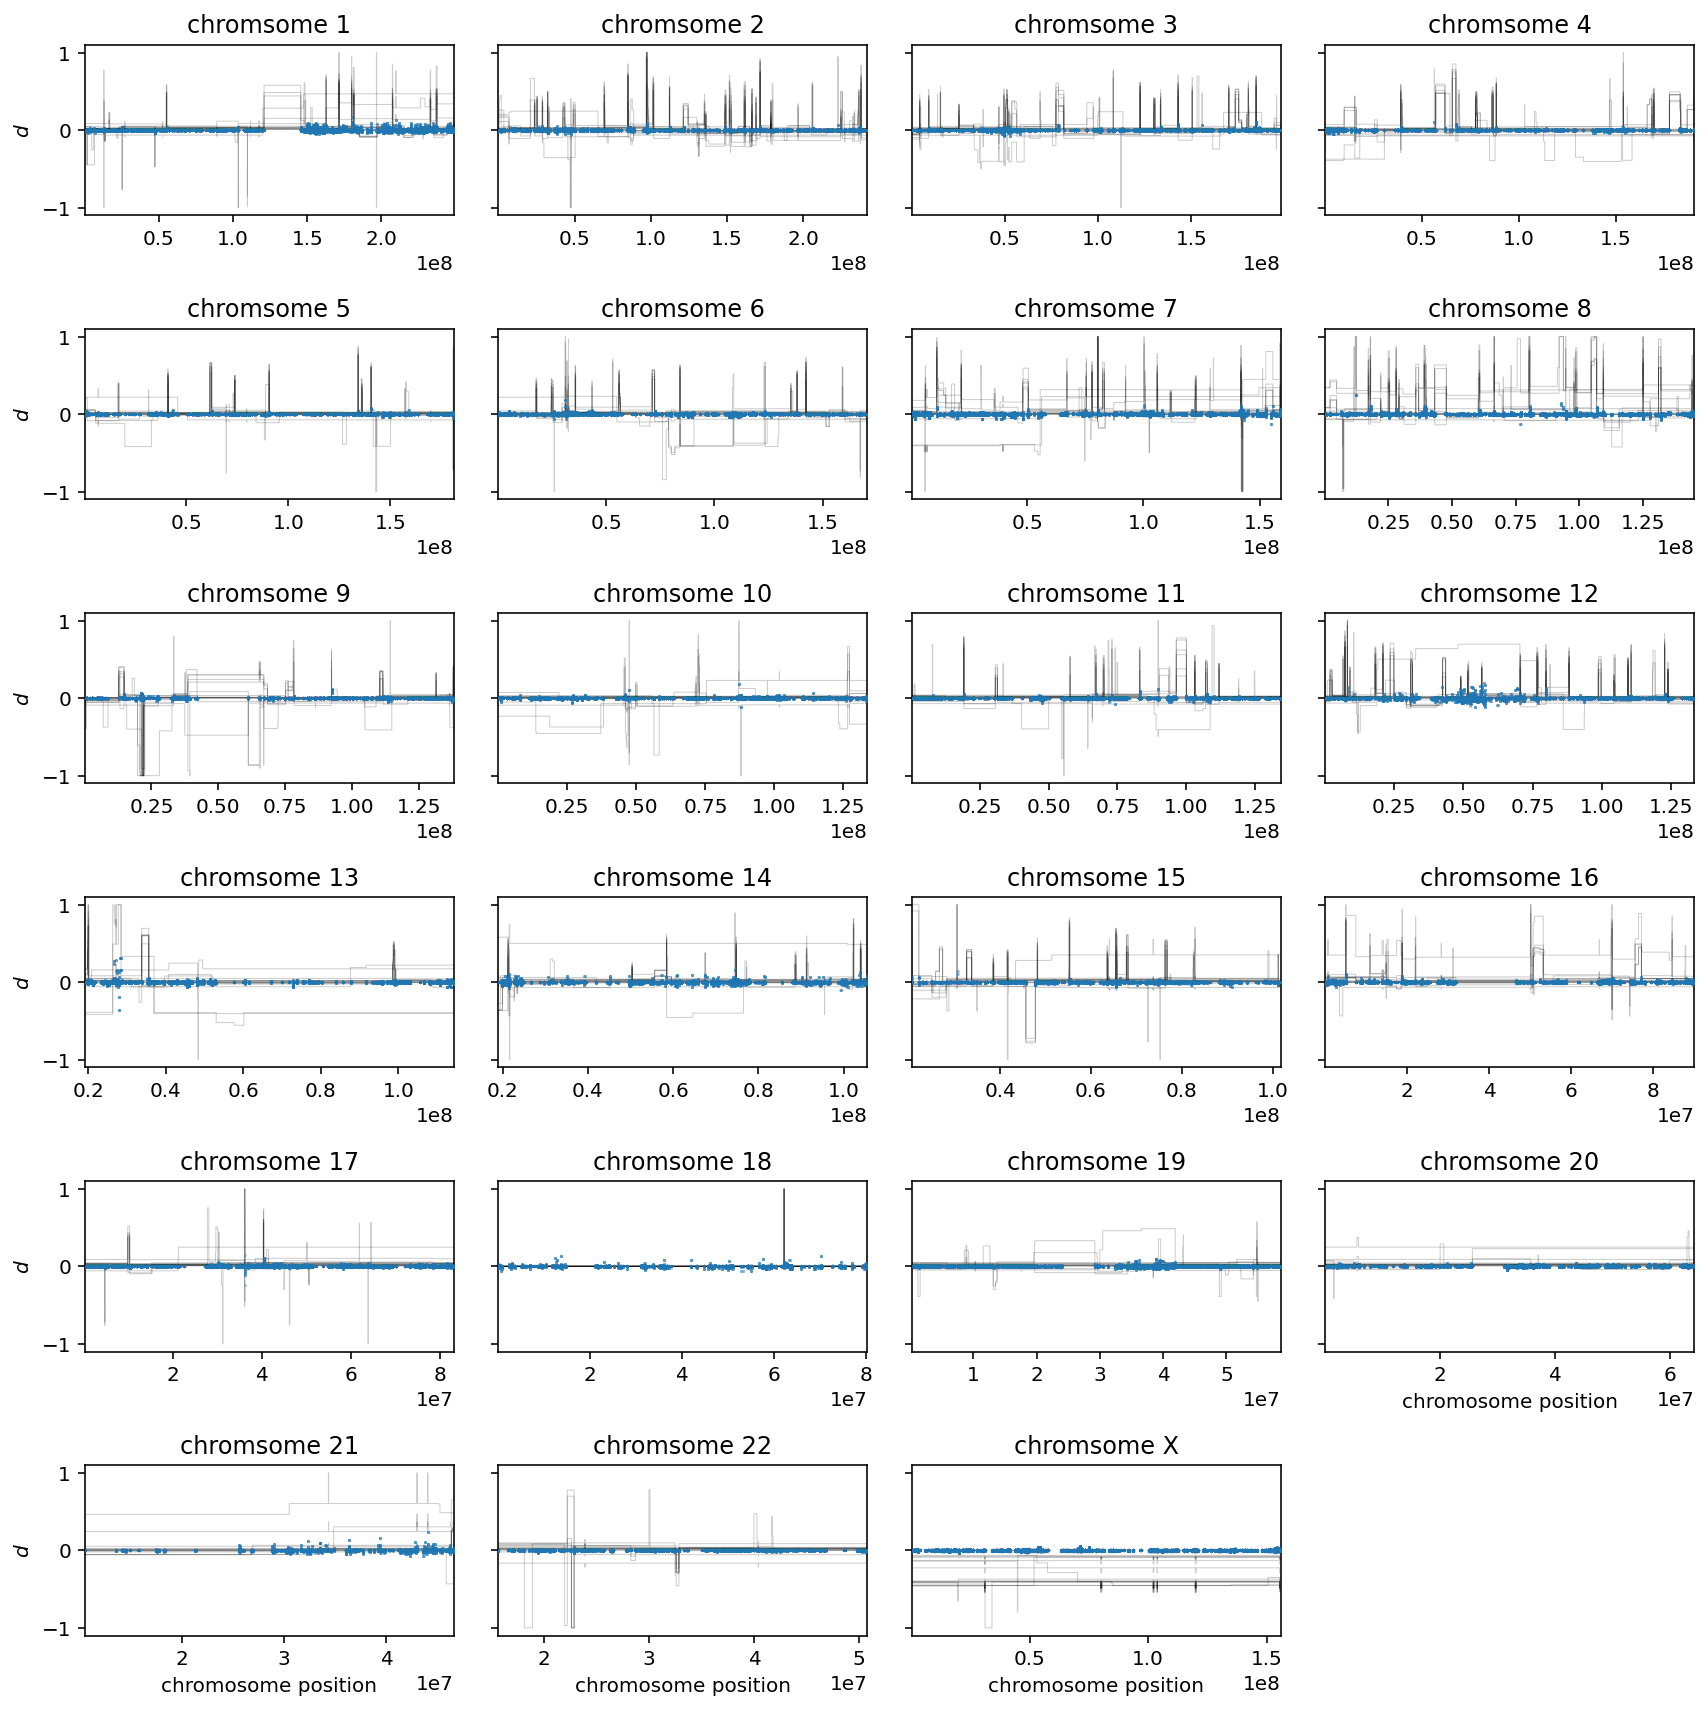 chromsome 1 chromsome 2 chromsome 3 chromsome 4
1
0
−1
d
0.5 1.0 1.5 2.0 0.5 1.0 1.5 2.0 0.5 1.0 1.5 0.5 1.0 1.5
1e8 1e8 1e8 1e8
chromsome 5 chromsome 6 chromsome 7 chromsome 8
1
0
−1
d
0.5 1.0 1.5 0.5 1.0 1.5 0.5 1.0 1.5 0.25 0.50 0.75 1.00 1.25
1e8 1e8 1e8 1e8
chromsome 9 chromsome 10 chromsome 11 chromsome 12
1
0
−1
d
0.25 0.50 0.75 1.00 1.25 0.25 0.50 0.75 1.00 1.25 0.25 0.50 0.75 1.00 1.25 0.25 0.50 0.75 1.00 1.25
1e8 1e8 1e8 1e8
chromsome 13 chromsome 14 chromsome 15 chromsome 16
1
0
−1
d
0.2 0.4 0.6 0.8 1.0 0.2 0.4 0.6 0.8 1.0 0.4 0.6 0.8 1.0 2 4 6 8
1e8 1e8 1e8 1e7
chromsome 17 chromsome 18 chromsome 19 chromsome 20
1
0
−1
d
2 4 6 8 2 4 6 8 1 2 3 4 5 2 4 6
1e7 1e7 1e7 chromosome position 1e7
chromsome 21 chromsome 22 chromsome X
1
0
−1
d
2 3 4 2 3 4 5 0.5 1.0 1.5
chromosome position 1e7 chromosome position 1e7 chromosome position 1e8